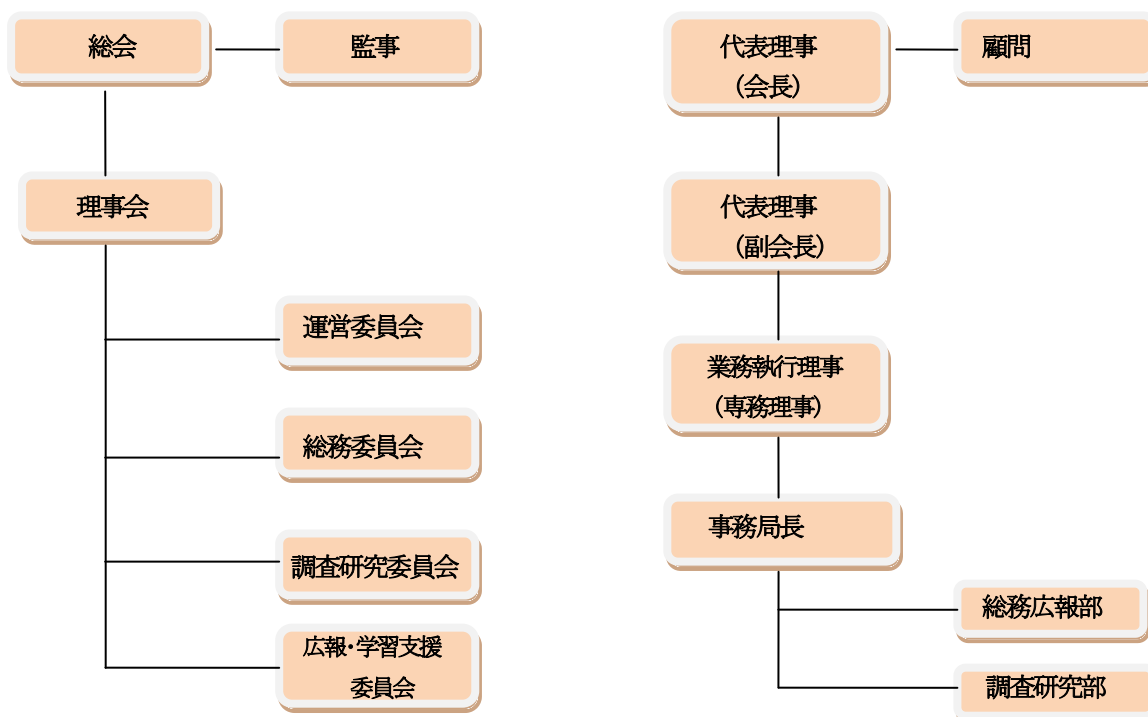 総会
監事
理事会
運営委員会
総務委員会
調査研究委員会
広報・学習支援
委員会
代表理事
(会長)
顧問
代表理事
(副会長)
業務執行理事
(専務理事)
事務局長
総務広報部
調査研究部